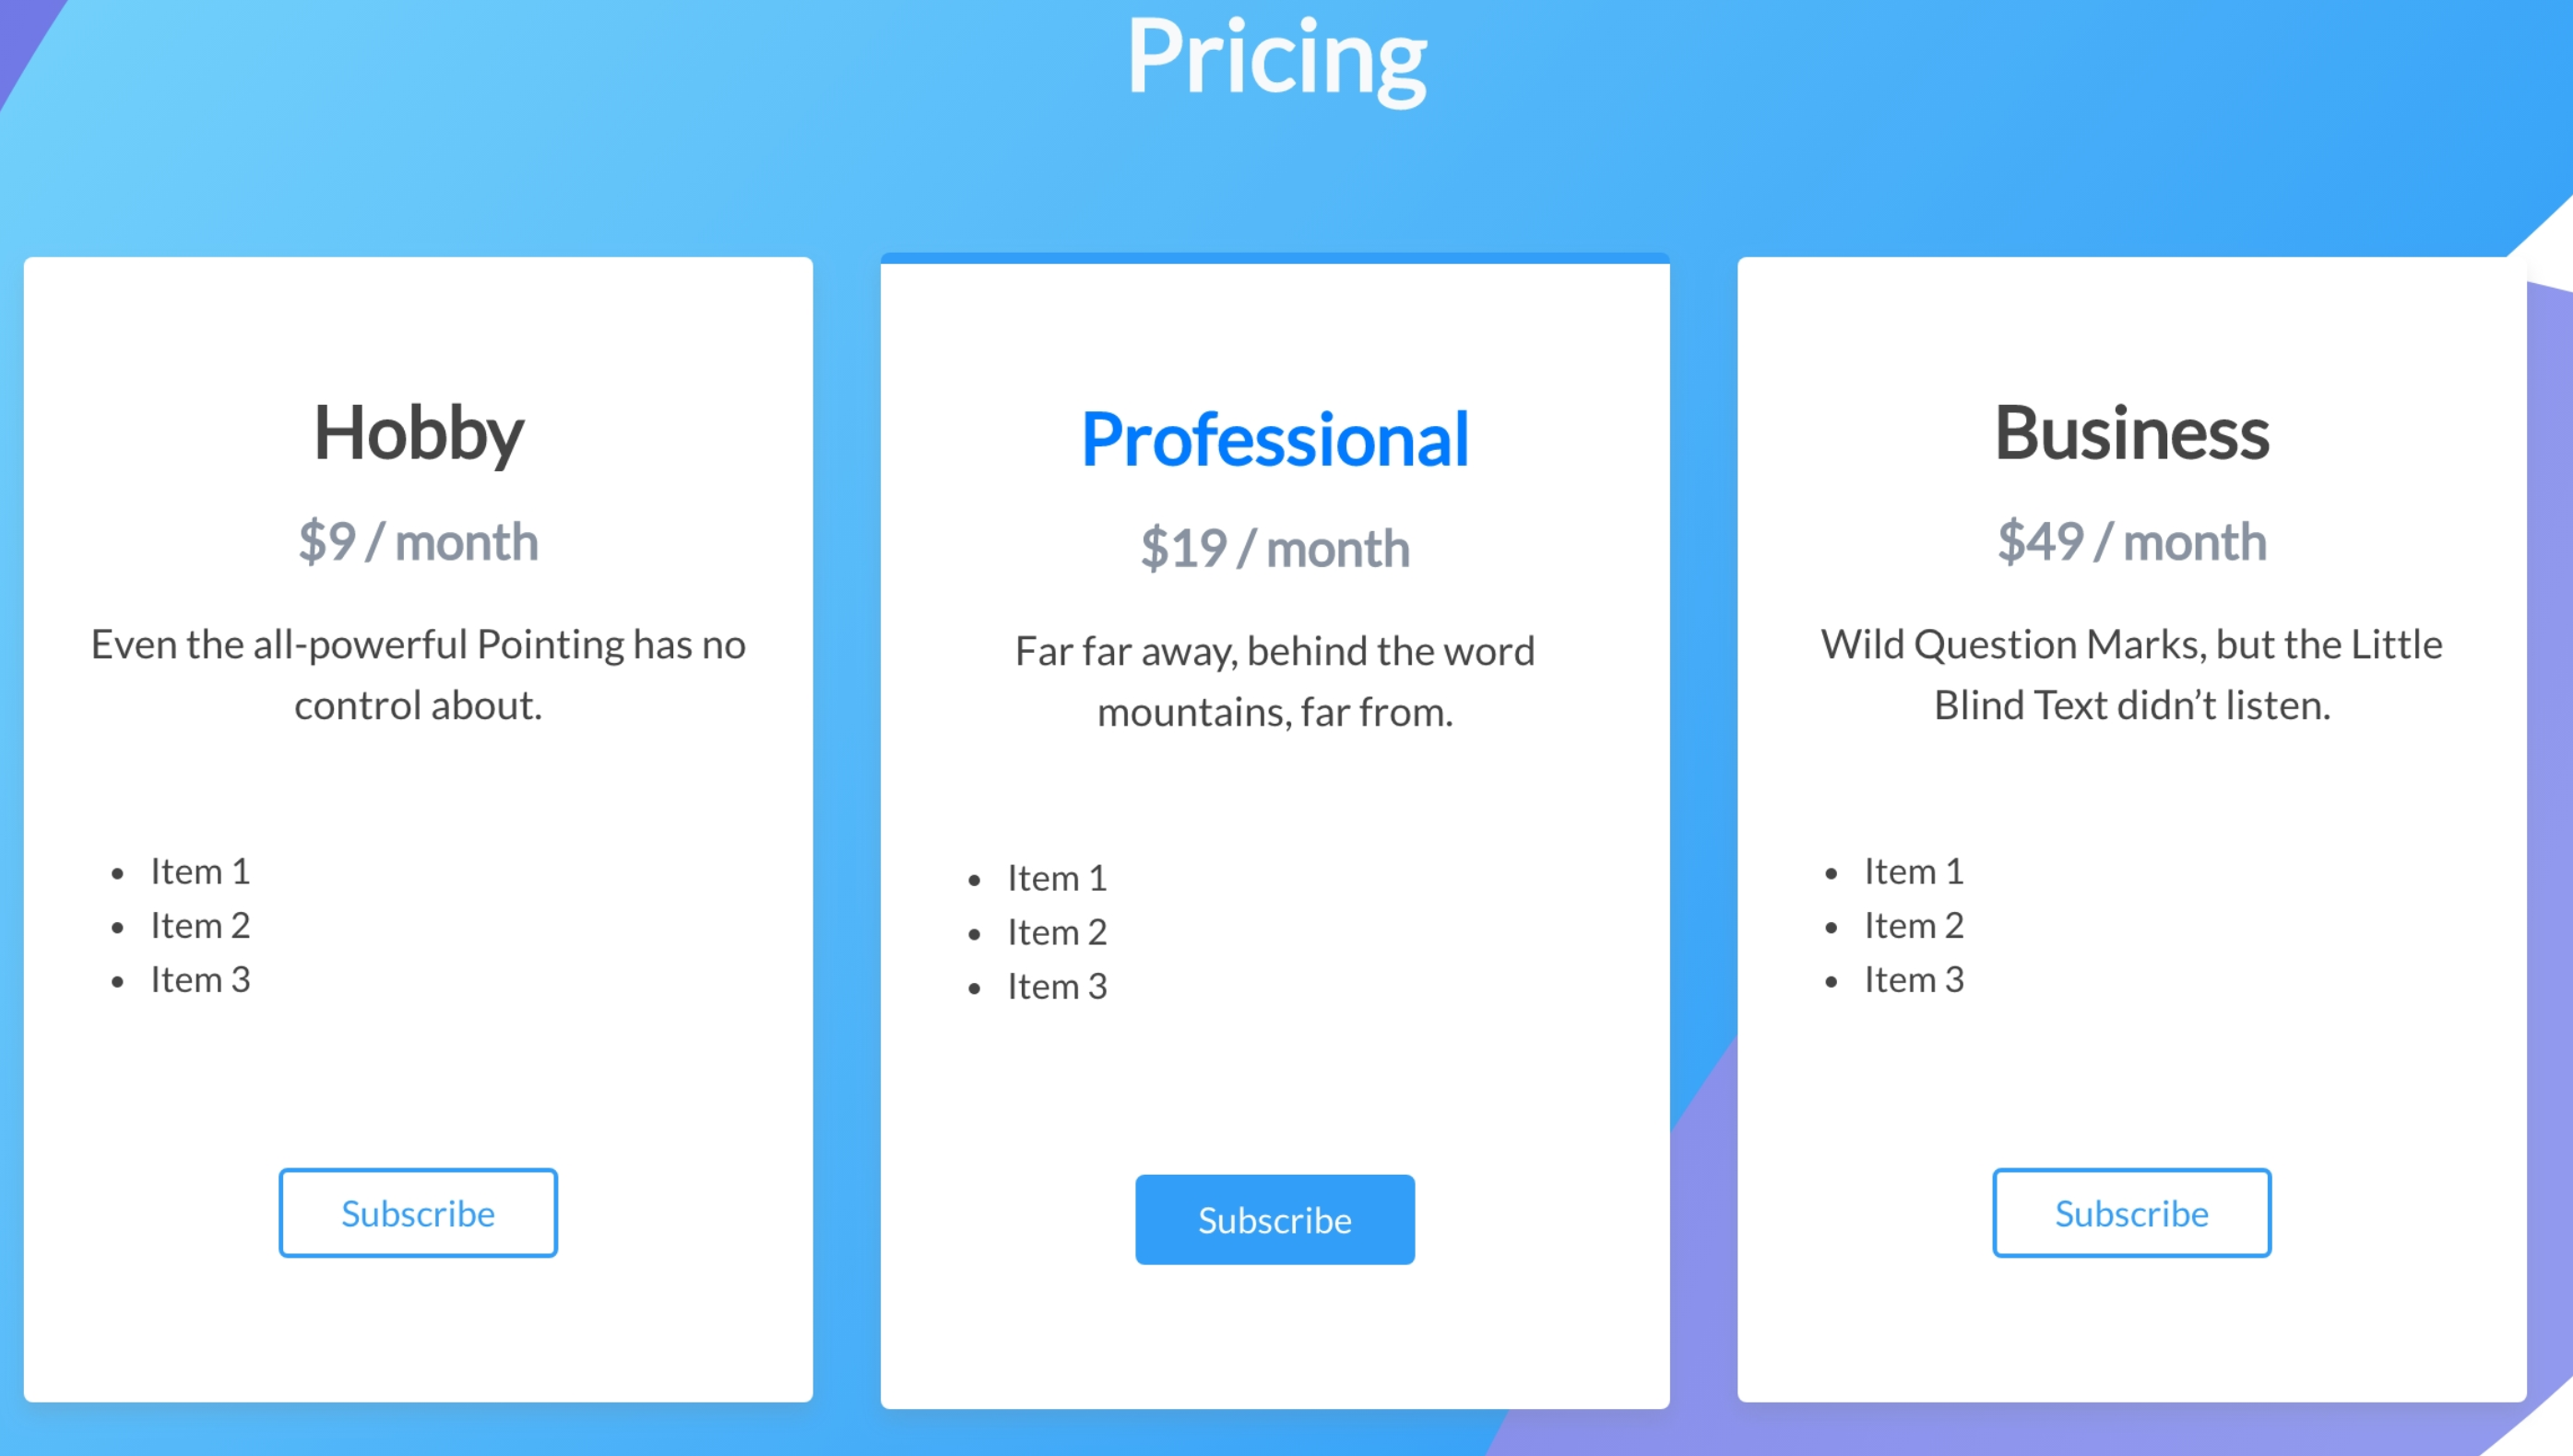 Pricing
Hobby
$9 / month
Even the all-powerful Pointing has no
control about.
Item 1
Item 2
Item 3
Subscribe
Professional
$19 / month
Far far away, behind the word
mountains, far from.
Item 1
Item 2
Item 3
Subscribe
Business
$49 / month
Wild Question Marks, but the Little
Blind Text didn’t listen.
Item 1
Item 2
Item 3
Subscribe